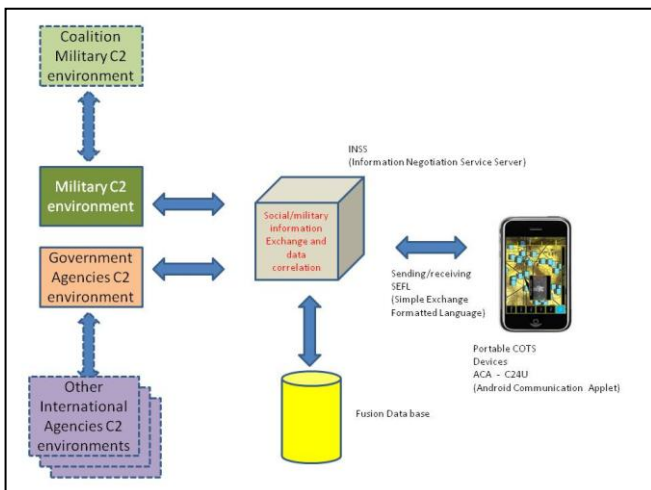 Coalition
Military C2
environment
Military C2
environment
Government
Agencies C2
environment
Other
International
Agencies C2
environments
INSS
(Information Negotiation Service Server)
Social/military
information
Exchange and
data
correlation
Sending/receiving
SEFL
(Simple Exchange
Formatted Language)
Fusion Data base
Portable COTS
Devices
ACA - C24U
(Android Communication Applet)